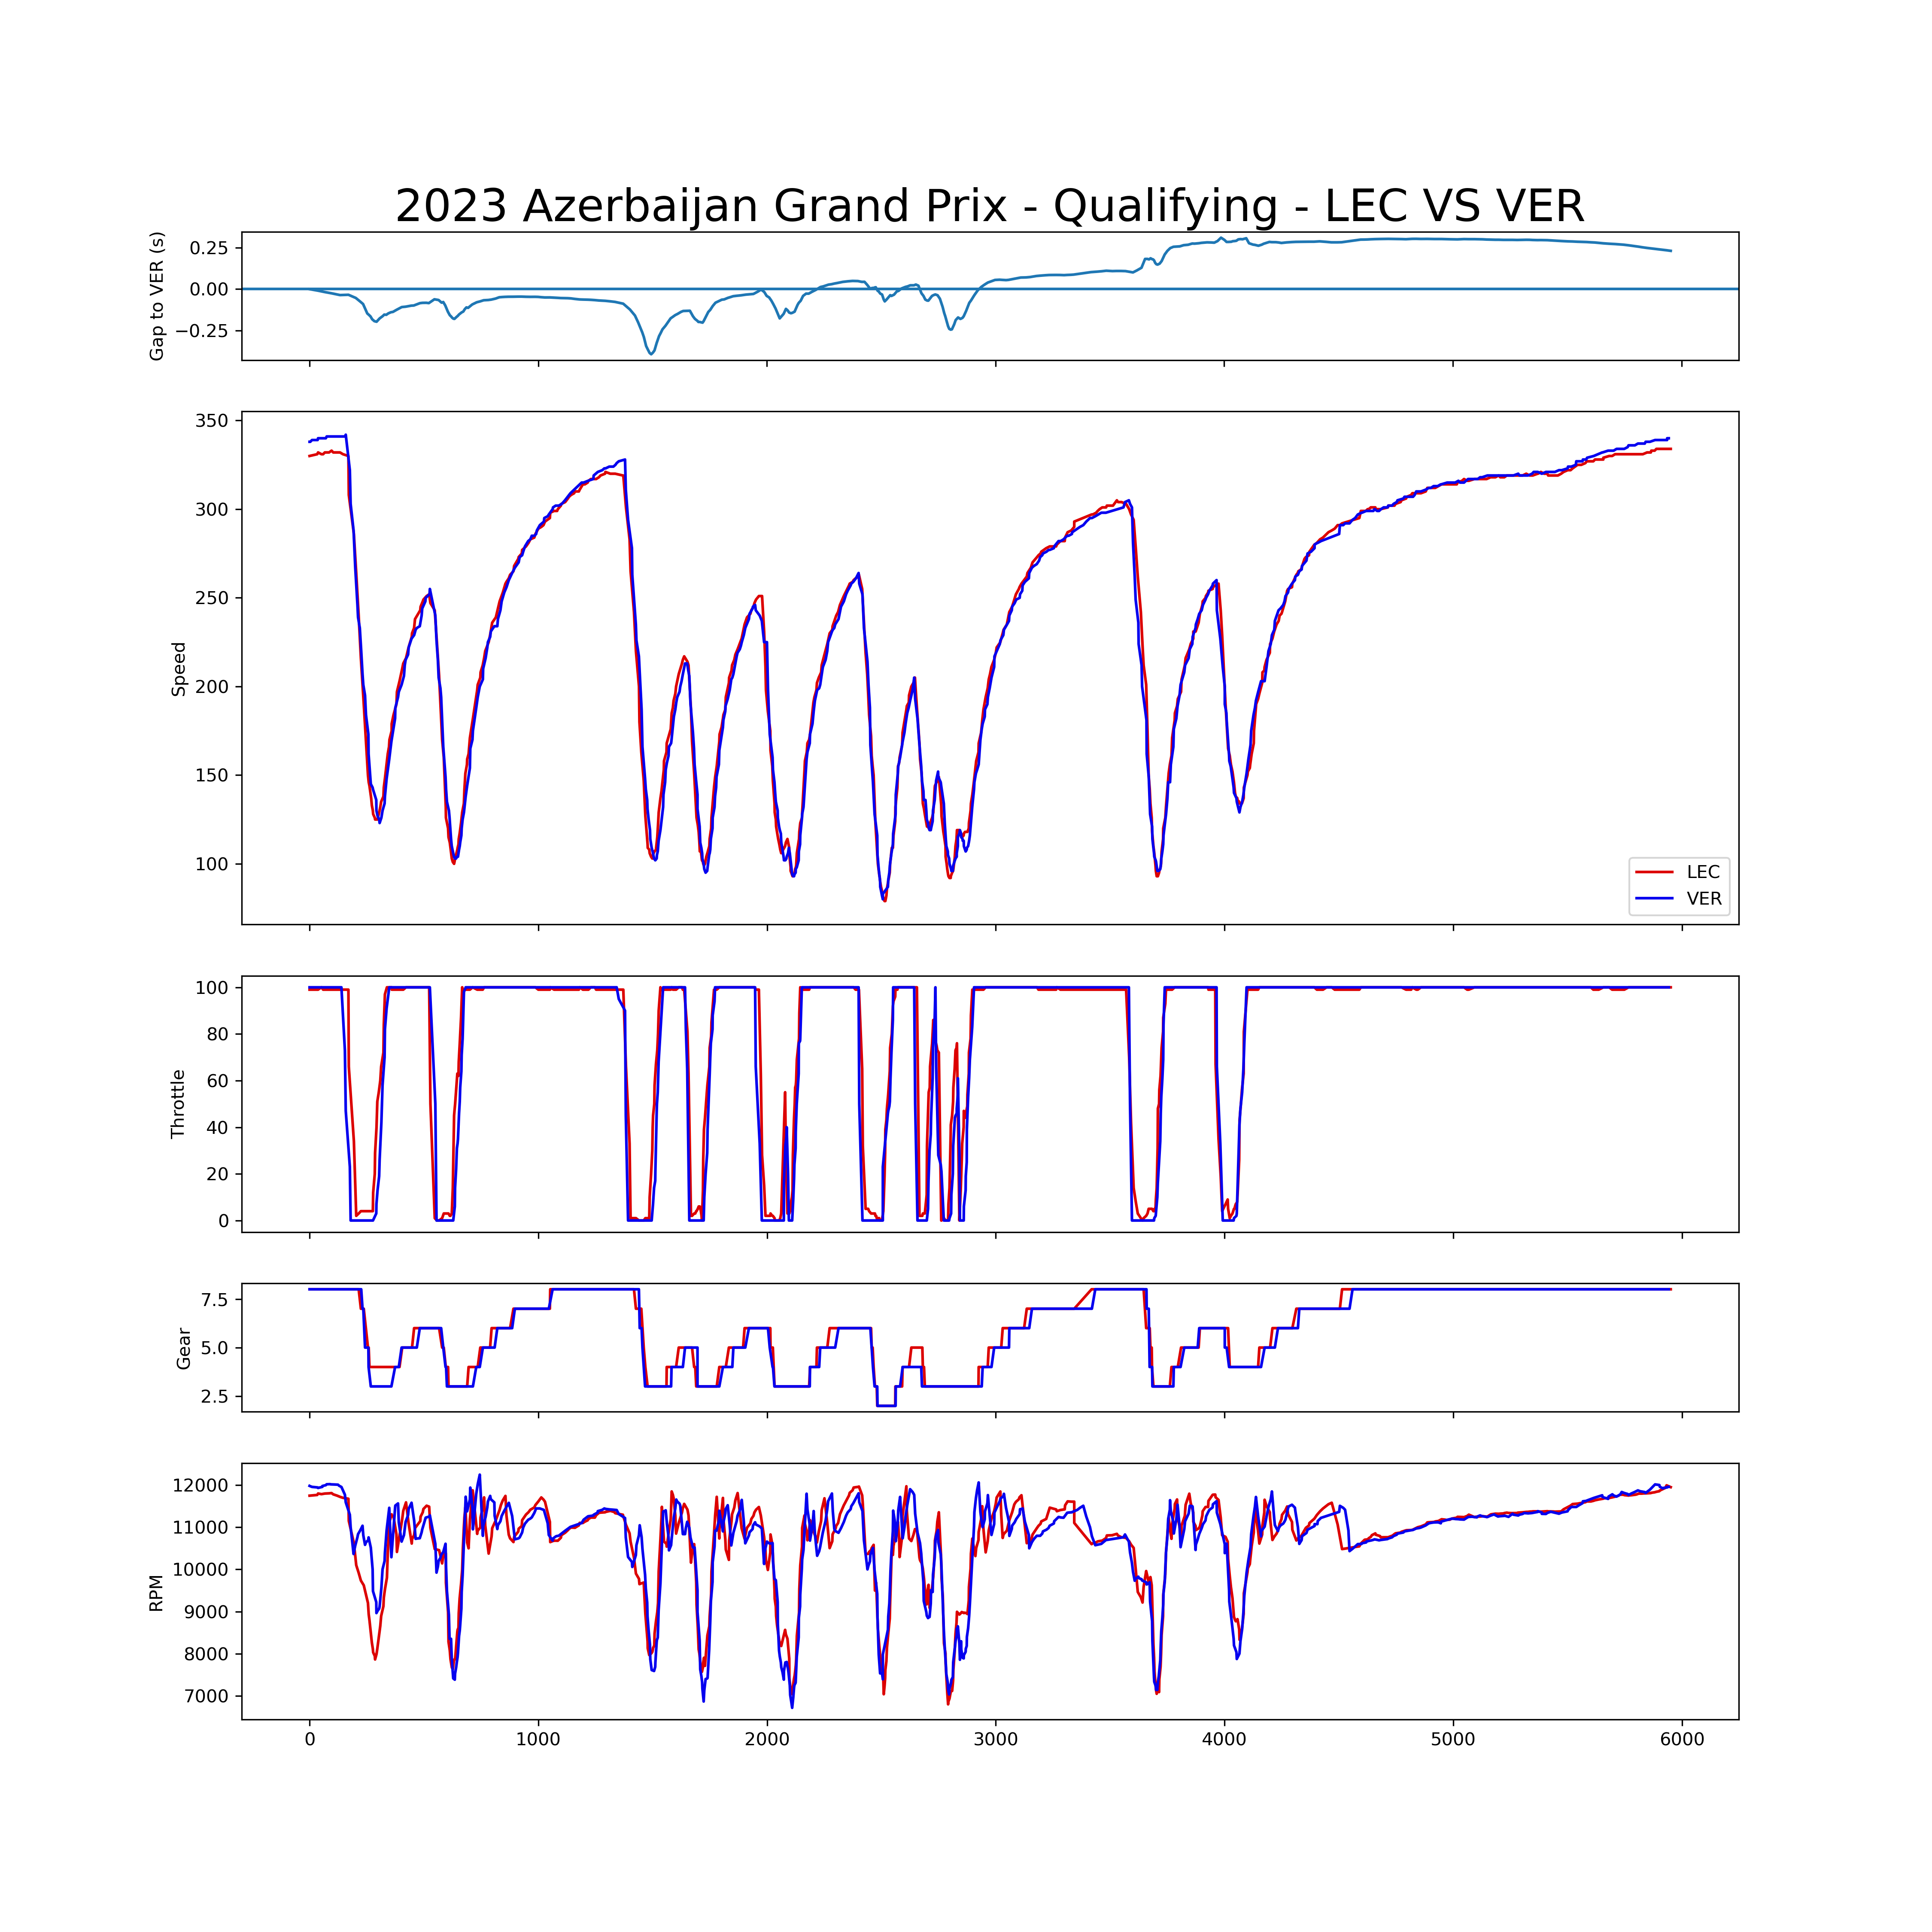 2023 Azerbaijan Grand Prix - Qualifying - LEC VS VER
Gap to VER (s)
0.25
0.00
−0.25
Speed
350
300
250
200
150
100
LEC
VER
Throttle
100
80
60
40
20
0
Gear
7.5
5.0
2.5
RPM
12000
11000
10000
9000
8000
7000
0 1000 2000 3000 4000 5000 6000